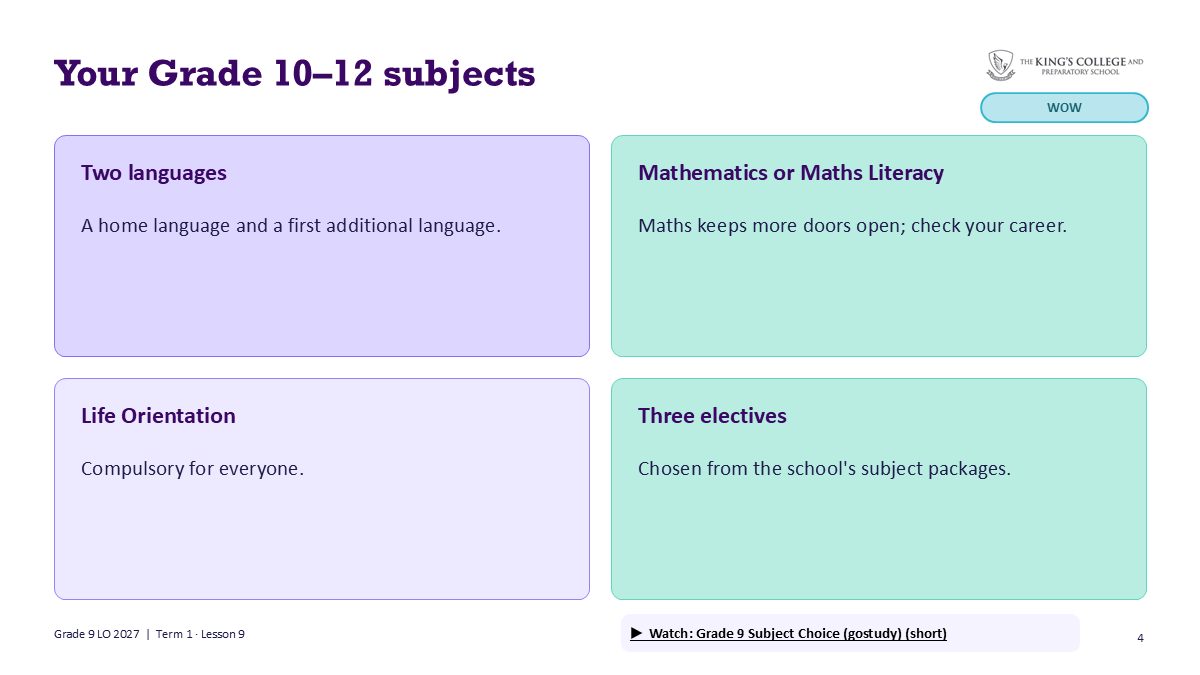 Your Grade 10–12 subjects
THE KING'S COLLEGE AND
PREPARATORY SCHOOL
WOW
Two languages
A home language and a first additional language.
Mathematics or Maths Literacy
Maths keeps more doors open; check your career.
Life Orientation
Compulsory for everyone.
Three electives
Chosen from the school's subject packages.
Grade 9 LO 2027 | Term 1 · Lesson 9
▶ Watch: Grade 9 Subject Choice (gostudy) (short)
4